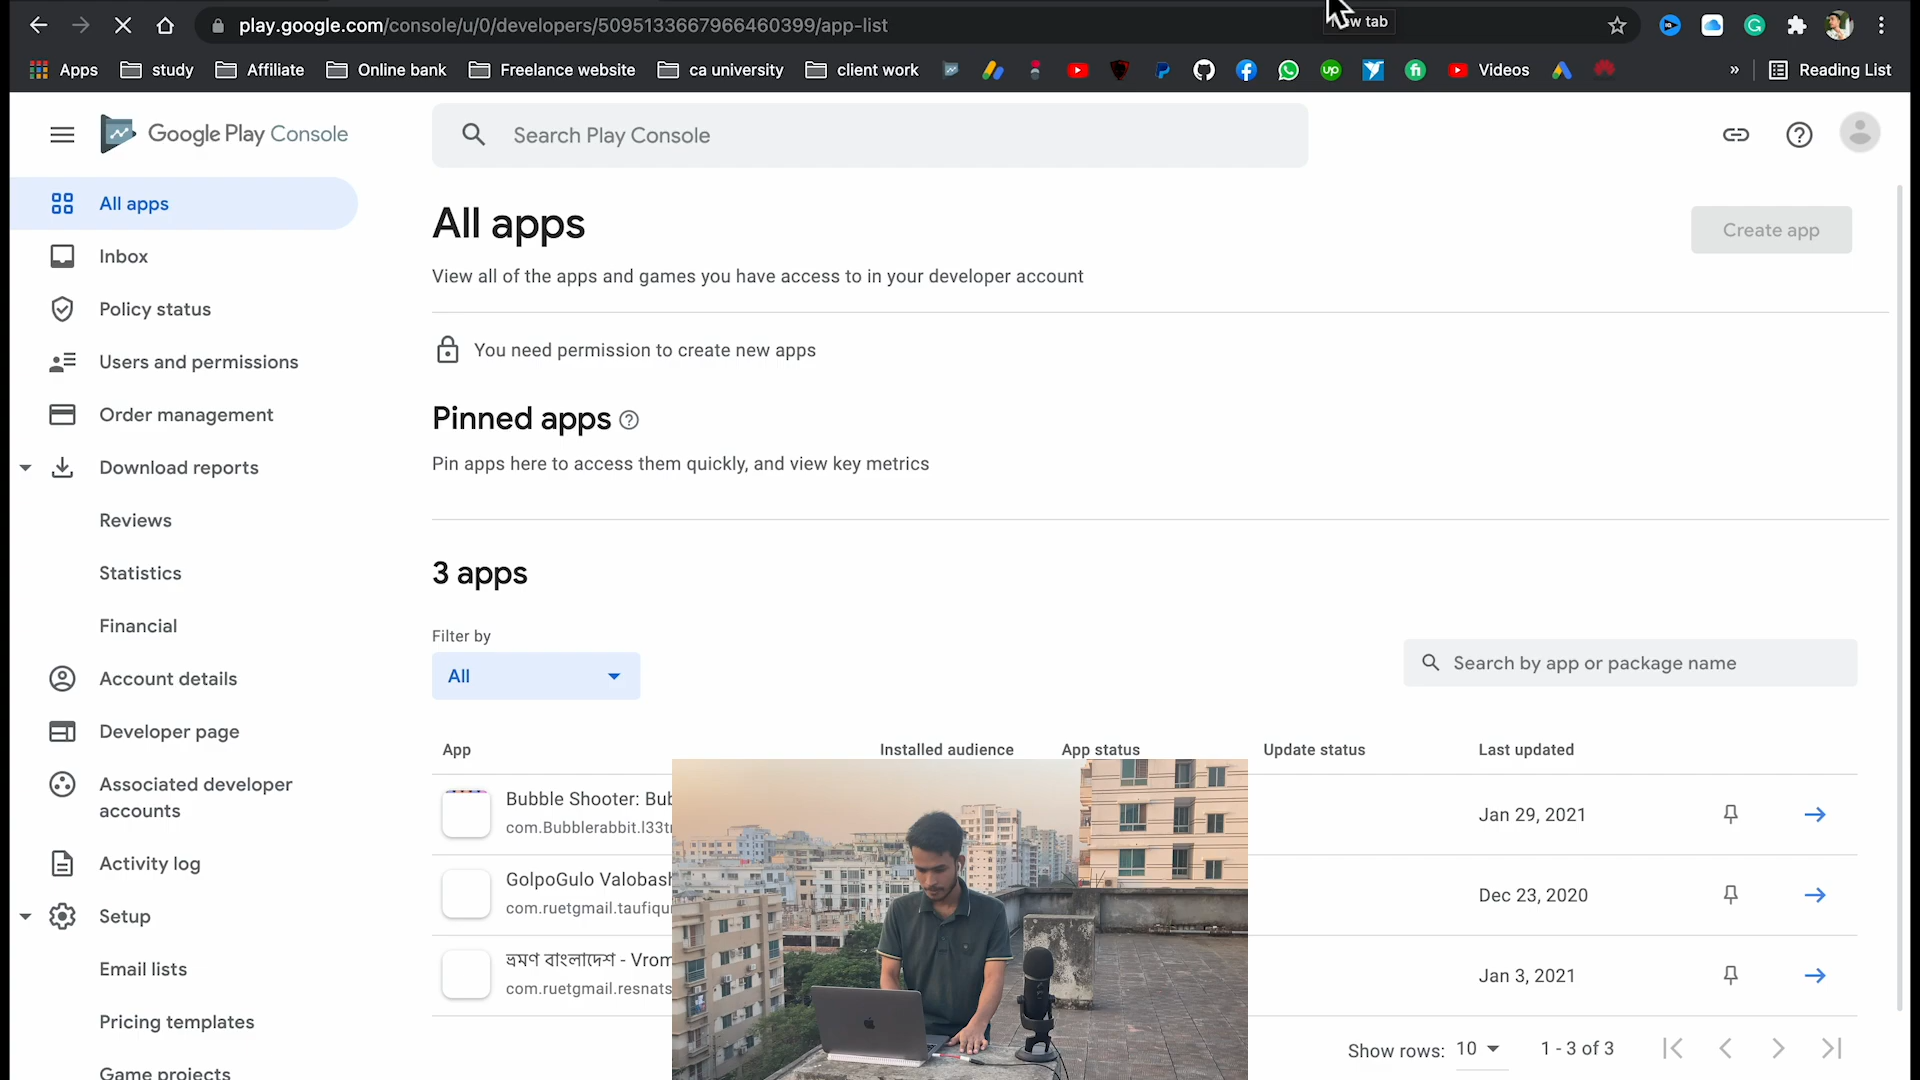 play.google.com/console/u/0/developers/5095133667966460399/app-list
Apps study Affiliate Online bank Freelance website ca university client work Videos » Reading List
Google Play Console
Search Play Console
All apps
Inbox
Policy status
Users and permissions
Order management
Download reports
Reviews
Statistics
Financial
Account details
Developer page
Associated developer
accounts
Activity log
Setup
Email lists
Pricing templates
Game projects
All apps
Create app
View all of the apps and games you have access to in your developer account
You need permission to create new apps
Pinned apps
Pin apps here to access them quickly, and view key metrics
3 apps
Filter by
All
Search by app or package name
App Installed audience App status Update status Last updated
Bubble Shooter:
com.Bubblerabbit.l33t
Jan 29, 2021
GolpoGulo
com.ruetgmail.taufiqu
Dec 23, 2020
ভ্রমণ বাংলাদেশ - Vrom
com.ruetgmail.resnats
Jan 3, 2021
Show rows: 10 1 - 3 of 3